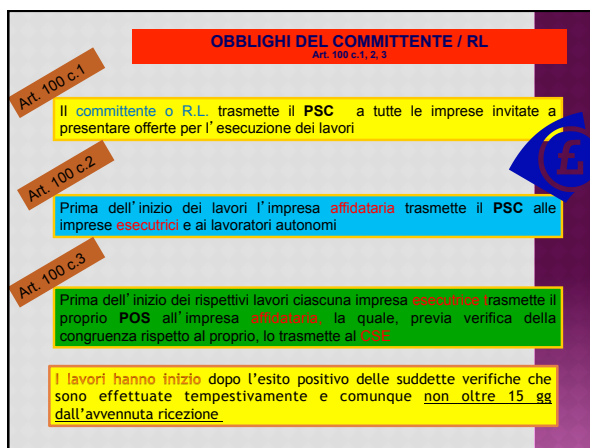 OBBLIGHI DEL COMMITTENTE / RL
Art. 100 c.1, 2, 3
Art. 100 c.1
Il committente o R.L. trasmette il PSC a tutte le imprese invitate a
presentare offerte per l'esecuzione dei lavori
£
Art. 100 c.2
Prima dell'inizio dei lavori l'impresa affidataria trasmette il PSC alle
imprese esecutrici e ai lavoratori autonomi
Art. 100 c.3
Prima dell'inizio dei rispettivi lavori ciascuna impresa esecutrice trasmette il
proprio POS all'impresa affidataria, la quale, previa verifica della
congruenza rispetto al proprio, lo trasmette al CSE
I lavori hanno inizio dopo l'esito positivo delle suddette verifiche che
sono effettuate tempestivamente e comunque non oltre 15 gg
dall'avvennuta ricezione